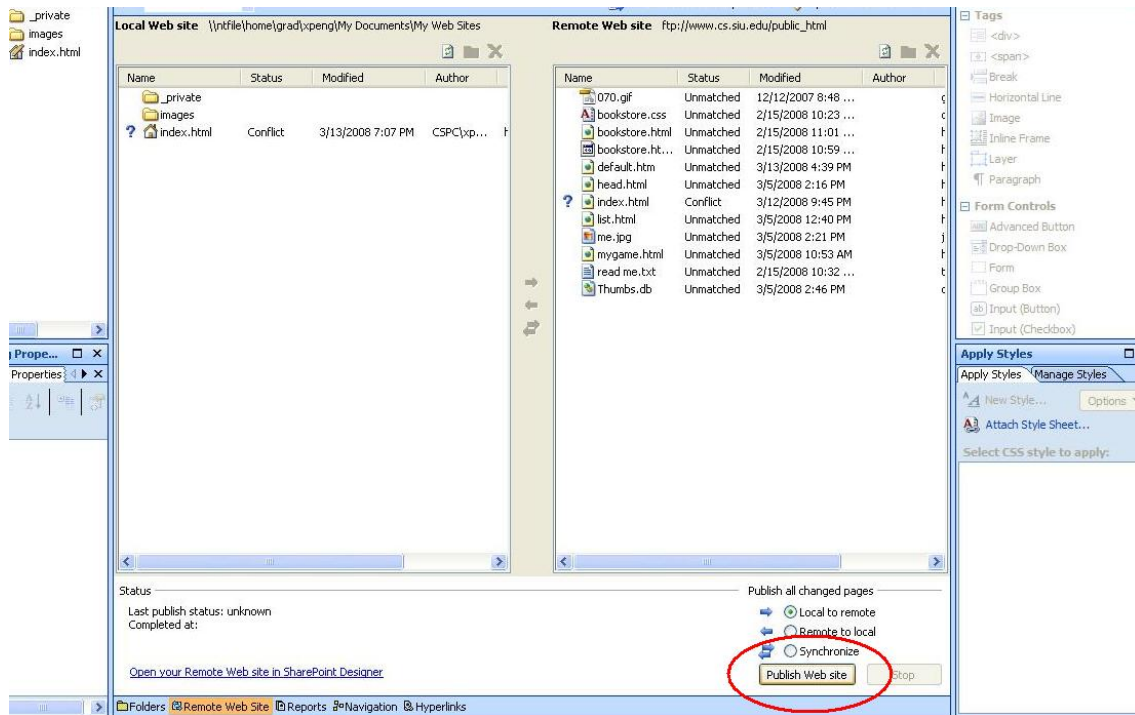 _private
images
index.html
Local Web site \\ntfile\home\grad\xpeng\My Documents\My Web Sites
Name Status Modified Author
_private
images
? index.html Conflict 3/13/2008 7:07 PM CSPC\xp... h
Remote Web site ftp://www.cs.siu.edu/public_html
Name Status Modified Author
070.gif Unmatched 12/12/2007 8:48 ... g
bookstore.css Unmatched 2/15/2008 10:23 ... c
bookstore.html Unmatched 2/15/2008 11:01 ... h
bookstore.ht... Unmatched 2/15/2008 10:59 ... h
default.htm Unmatched 3/13/2008 4:39 PM h
head.html Unmatched 3/5/2008 2:16 PM h
? index.html Conflict 3/12/2008 9:45 PM h
list.html Unmatched 3/5/2008 12:40 PM h
me.jpg Unmatched 3/5/2008 2:21 PM j
mygame.html Unmatched 3/5/2008 10:53 AM h
read me.txt Unmatched 2/15/2008 10:32 ... t
Thumbs.db Unmatched 3/5/2008 2:46 PM c
Tags
<div>
<span>
Break
Horizontal Line
Image
Inline Frame
Layer
Paragraph
Form Controls
Advanced Button
Drop-Down Box
Form
Group Box
Input (Button)
Input (Checkbox)
Prope...
Properties
Apply Styles
Apply Styles Manage Styles
New Style... Options
Attach Style Sheet...
Select CSS style to apply:
Status
Last publish status: unknown
Completed at:
Open your Remote Web site in SharePoint Designer
Publish all changed pages
Local to remote
Remote to local
Synchronize
Publish Web site Stop
Folders Remote Web Site Reports Navigation Hyperlinks